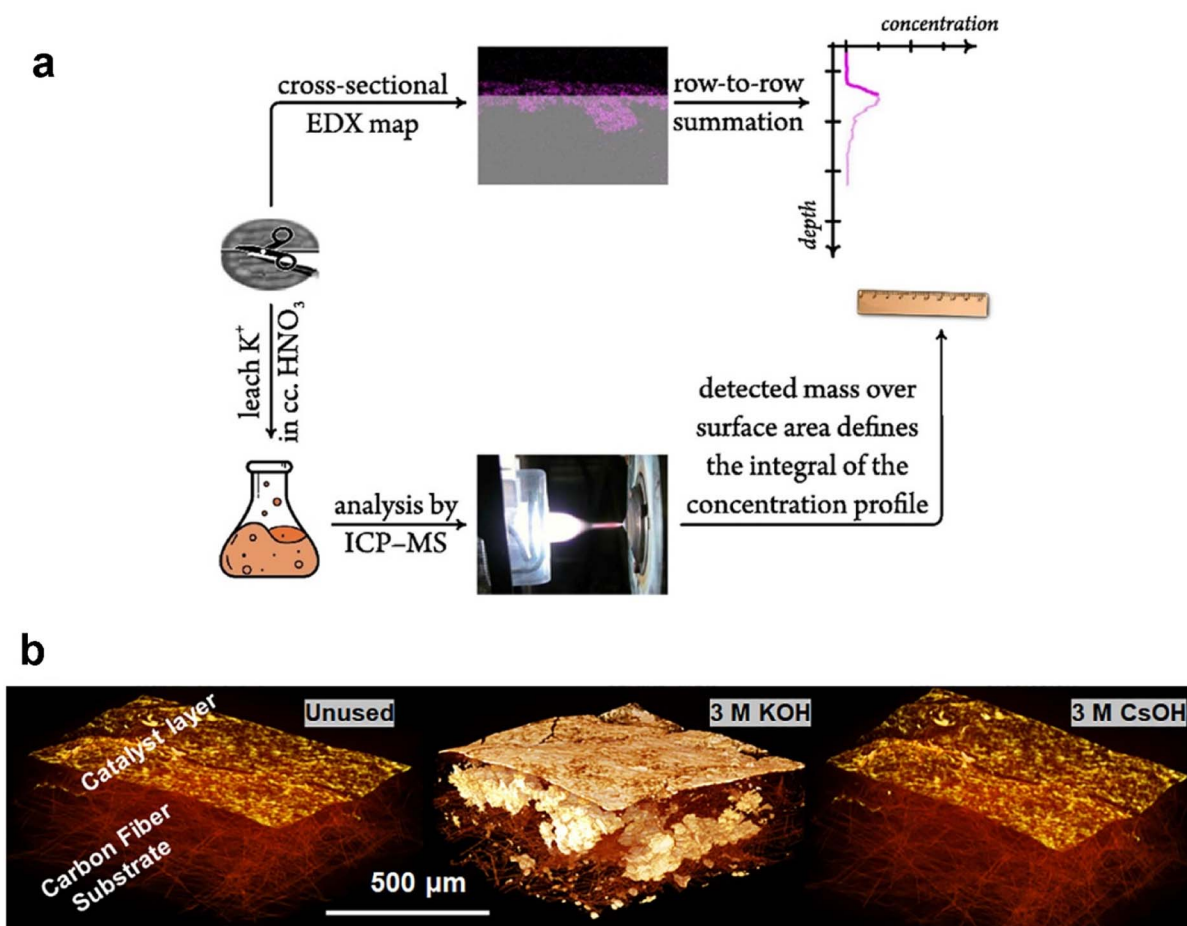 a
concentration
cross-sectional
EDX map
row-to-row
summation
depth
leach K⁺
in cc. HNO₃
analysis by
ICP–MS
detected mass over
surface area defines
the integral of the
concentration profile
b
Catalyst layer
Carbon Fiber
Substrate
Unused
3 M KOH
3 M CsOH
500 µm